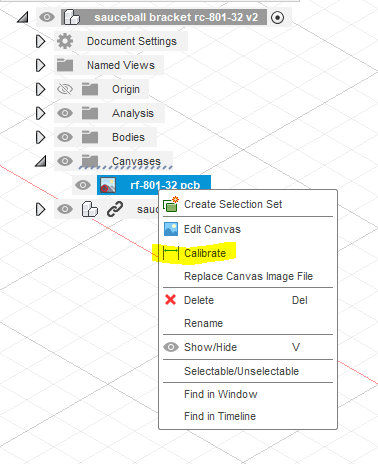 sauceball bracket rc-801-32 v2
Document Settings
Named Views
Origin
Analysis
Bodies
Canvases
rf-801-32 pcb
sauc
Create Selection Set
Edit Canvas
Calibrate
Replace Canvas Image File
Delete Del
Rename
Show/Hide V
Selectable/Unselectable
Find in Window
Find in Timeline